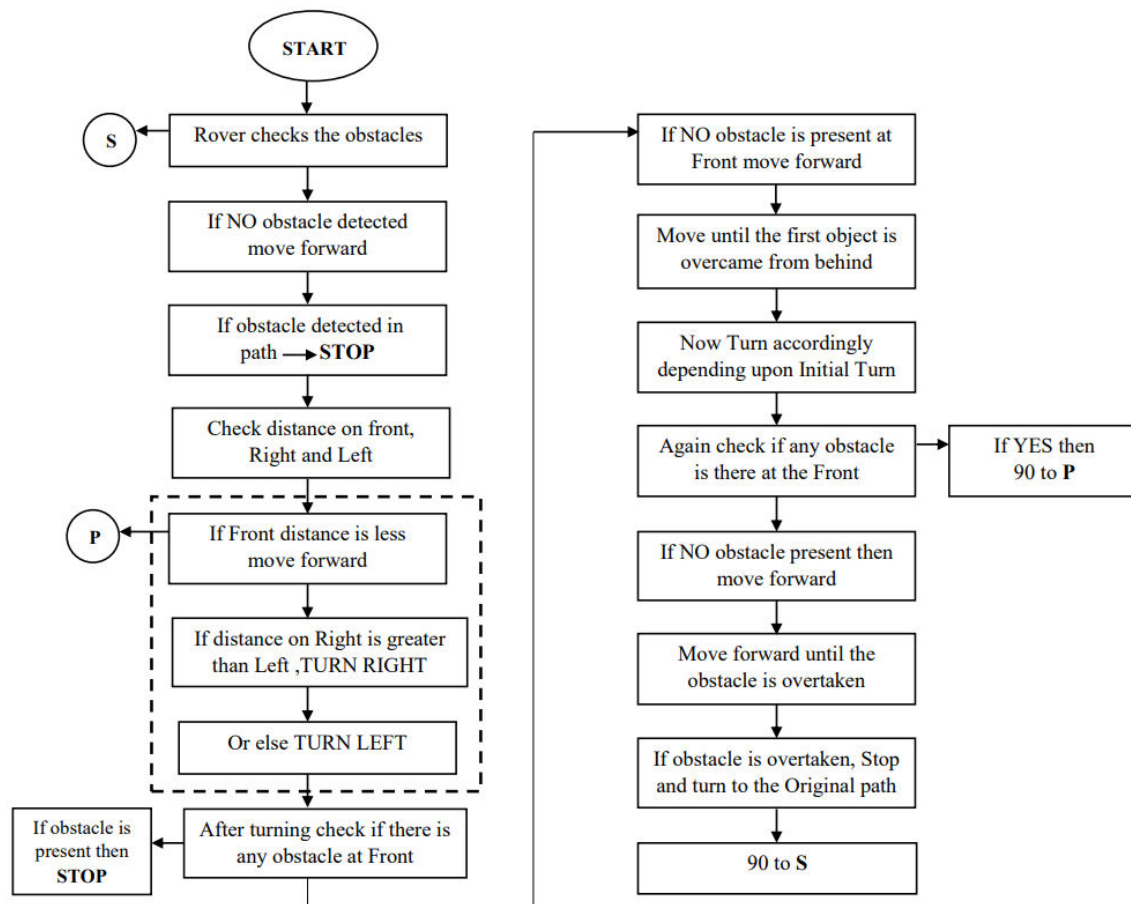 START
S
Rover checks the obstacles
If NO obstacle detected
move forward
If obstacle detected in
path → STOP
Check distance on front,
Right and Left
P
If Front distance is less
move forward
If distance on Right is greater
than Left ,TURN RIGHT
Or else TURN LEFT
If obstacle is
present then
STOP
After turning check if there is
any obstacle at Front
If NO obstacle is present at
Front move forward
Move until the first object is
overcame from behind
Now Turn accordingly
depending upon Initial Turn
Again check if any obstacle
is there at the Front
If YES then
90 to P
If NO obstacle present then
move forward
Move forward until the
obstacle is overtaken
If obstacle is overtaken, Stop
and turn to the Original path
90 to S